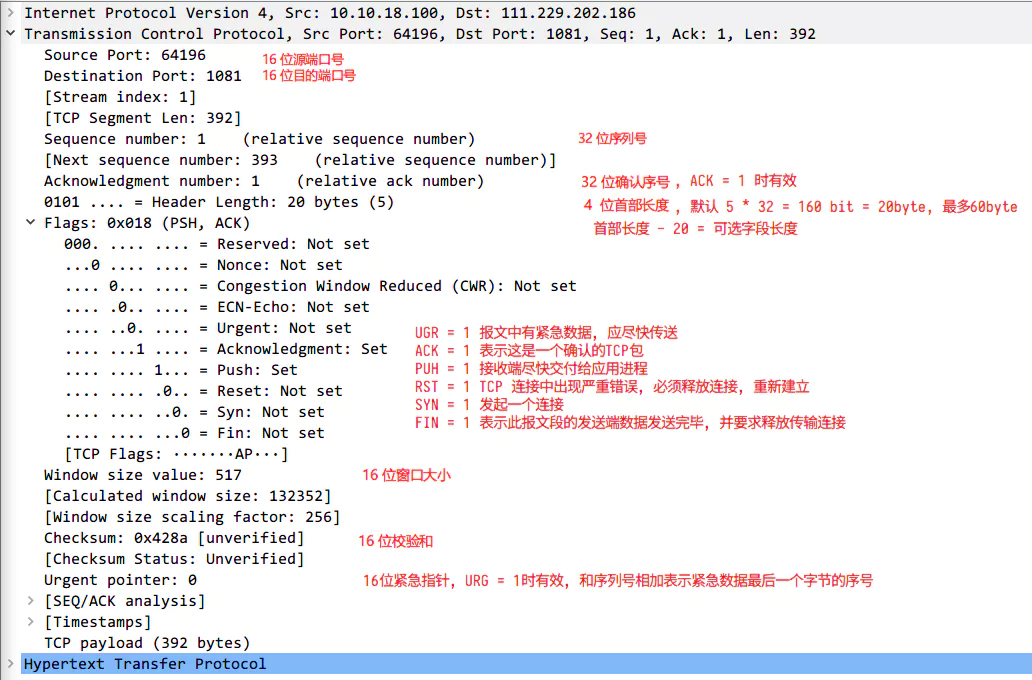 Internet Protocol Version 4, Src: 10.10.18.100, Dst: 111.229.202.186
Transmission Control Protocol, Src Port: 64196, Dst Port: 1081, Seq: 1, Ack: 1, Len: 392
Source Port: 64196 16 位源端口号
Destination Port: 1081 16 位目的端口号
[Stream index: 1]
[TCP Segment Len: 392]
Sequence number: 1 (relative sequence number) 32 位序列号
[Next sequence number: 393 (relative sequence number)]
Acknowledgment number: 1 (relative ack number) 32 位确认序号 ，ACK = 1 时有效
0101 .... = Header Length: 20 bytes (5) 4 位首部长度 ，默认 5 * 32 = 160 bit = 20byte, 最多60byte
首部长度 - 20 = 可选字段长度
Flags: 0x018 (PSH, ACK)
000. .... .... = Reserved: Not set
...0 .... .... = Nonce: Not set
.... 0... .... = Congestion Window Reduced (CWR): Not set
.... .0.. .... = ECN-Echo: Not set
.... ..0. .... = Urgent: Not set UGR = 1 报文中有紧急数据，应尽快传送
.... ...1 .... = Acknowledgment: Set ACK = 1 表示这是一个确认的TCP包
.... .... 1... = Push: Set PUH = 1 接收端尽快交付给应用进程
.... .... .0.. = Reset: Not set RST = 1 TCP 连接中出现严重错误，必须释放连接，重新建立
.... .... ..0. = Syn: Not set SYN = 1 发起一个连接
.... .... ...0 = Fin: Not set FIN = 1 表示此报文段的发送端数据发送完毕，并要求释放传输连接
[TCP Flags: ·······AP···]
Window size value: 517 16 位窗口大小
[Calculated window size: 132352]
[Window size scaling factor: 256]
Checksum: 0x428a [unverified] 16 位校验和
[Checksum Status: Unverified]
Urgent pointer: 0 16位紧急指针，URG = 1时有效，和序列号相加表示紧急数据最后一个字节的序号
[SEQ/ACK analysis]
[Timestamps]
TCP payload (392 bytes)
Hypertext Transfer Protocol